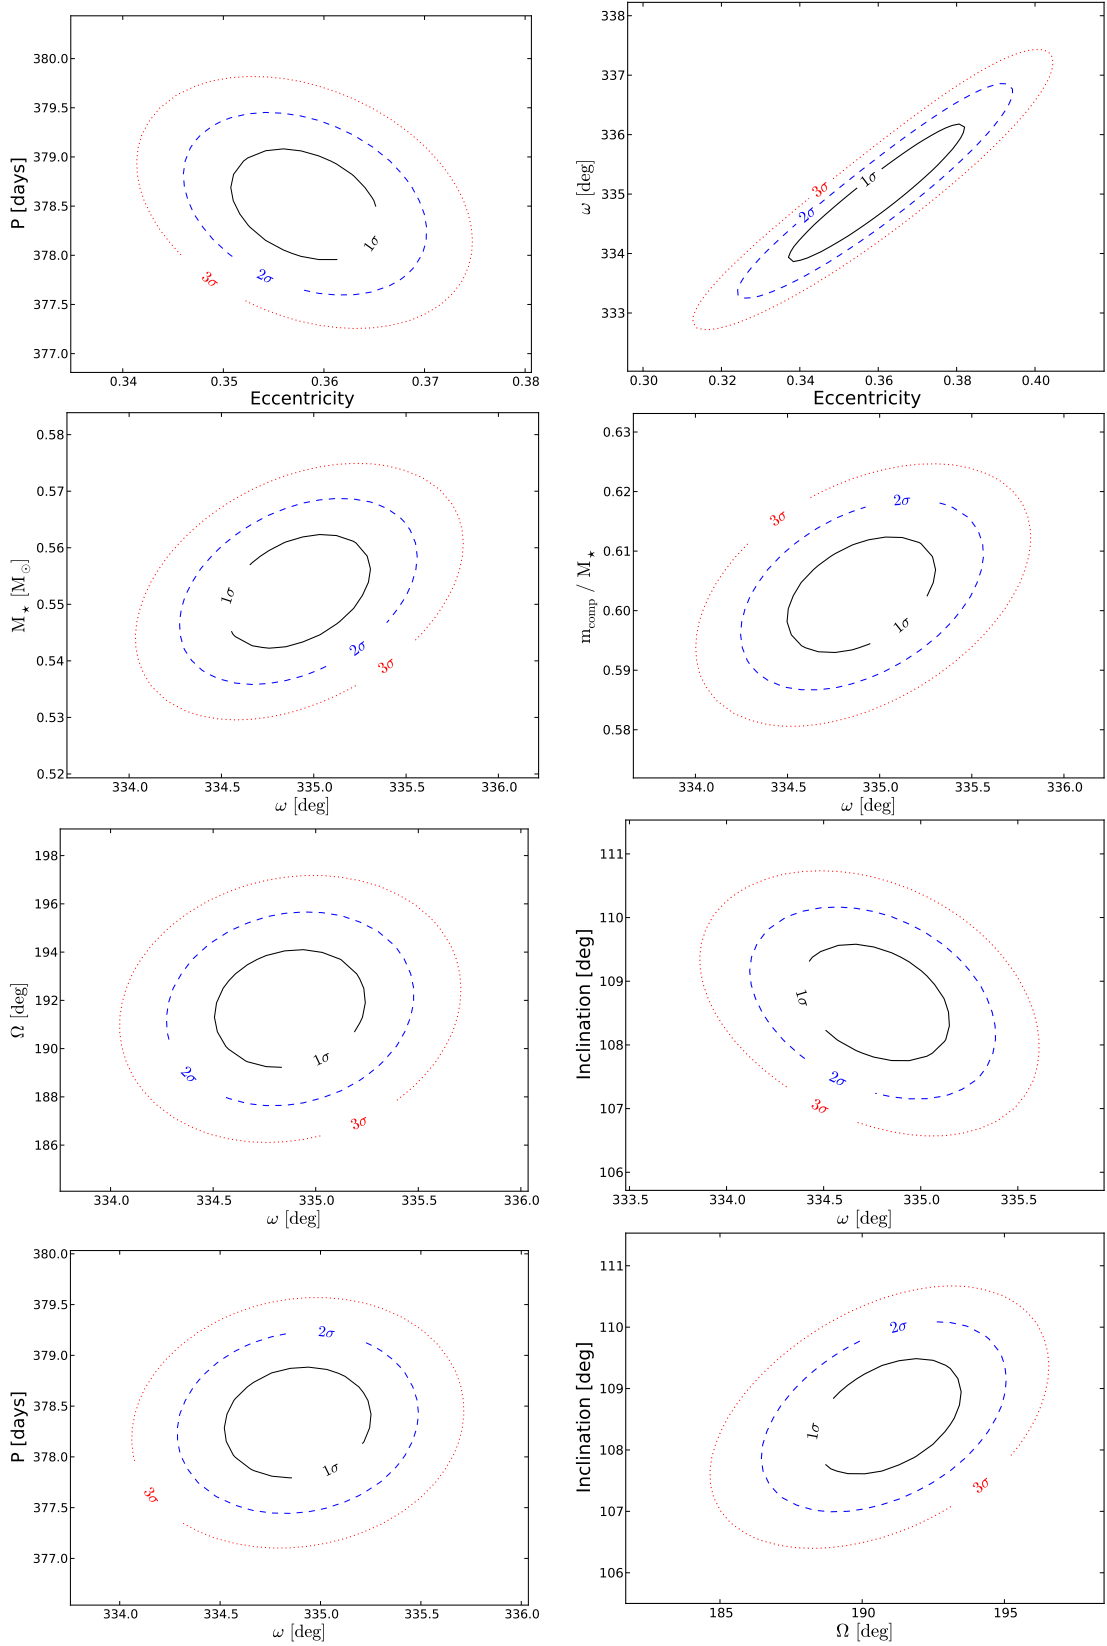 380.0
379.5
379.0
378.5
378.0
377.5
377.0
P [days]
1σ
2σ
3σ
0.34 0.35 0.36 0.37 0.38
Eccentricity
338
337
336
335
334
333
ω [deg]
3σ
1σ
2σ
0.30 0.32 0.34 0.36 0.38 0.40
Eccentricity
0.58
0.57
0.56
0.55
0.54
0.53
0.52
M⋆ [M☉]
1σ
2σ
3σ
334.0 334.5 335.0 335.5 336.0
ω [deg]
0.63
0.62
0.61
0.60
0.59
0.58
m_comp / M⋆
2σ
3σ
1σ
334.0 334.5 335.0 335.5 336.0
ω [deg]
198
196
194
192
190
188
186
Ω [deg]
1σ
2σ
3σ
334.0 334.5 335.0 335.5 336.0
ω [deg]
111
110
109
108
107
106
Inclination [deg]
1σ
2σ
3σ
333.5 334.0 334.5 335.0 335.5
ω [deg]
380.0
379.5
379.0
378.5
378.0
377.5
377.0
P [days]
2σ
1σ
3σ
334.0 334.5 335.0 335.5 336.0
ω [deg]
111
110
109
108
107
106
Inclination [deg]
2σ
1σ
3σ
185 190 195
Ω [deg]